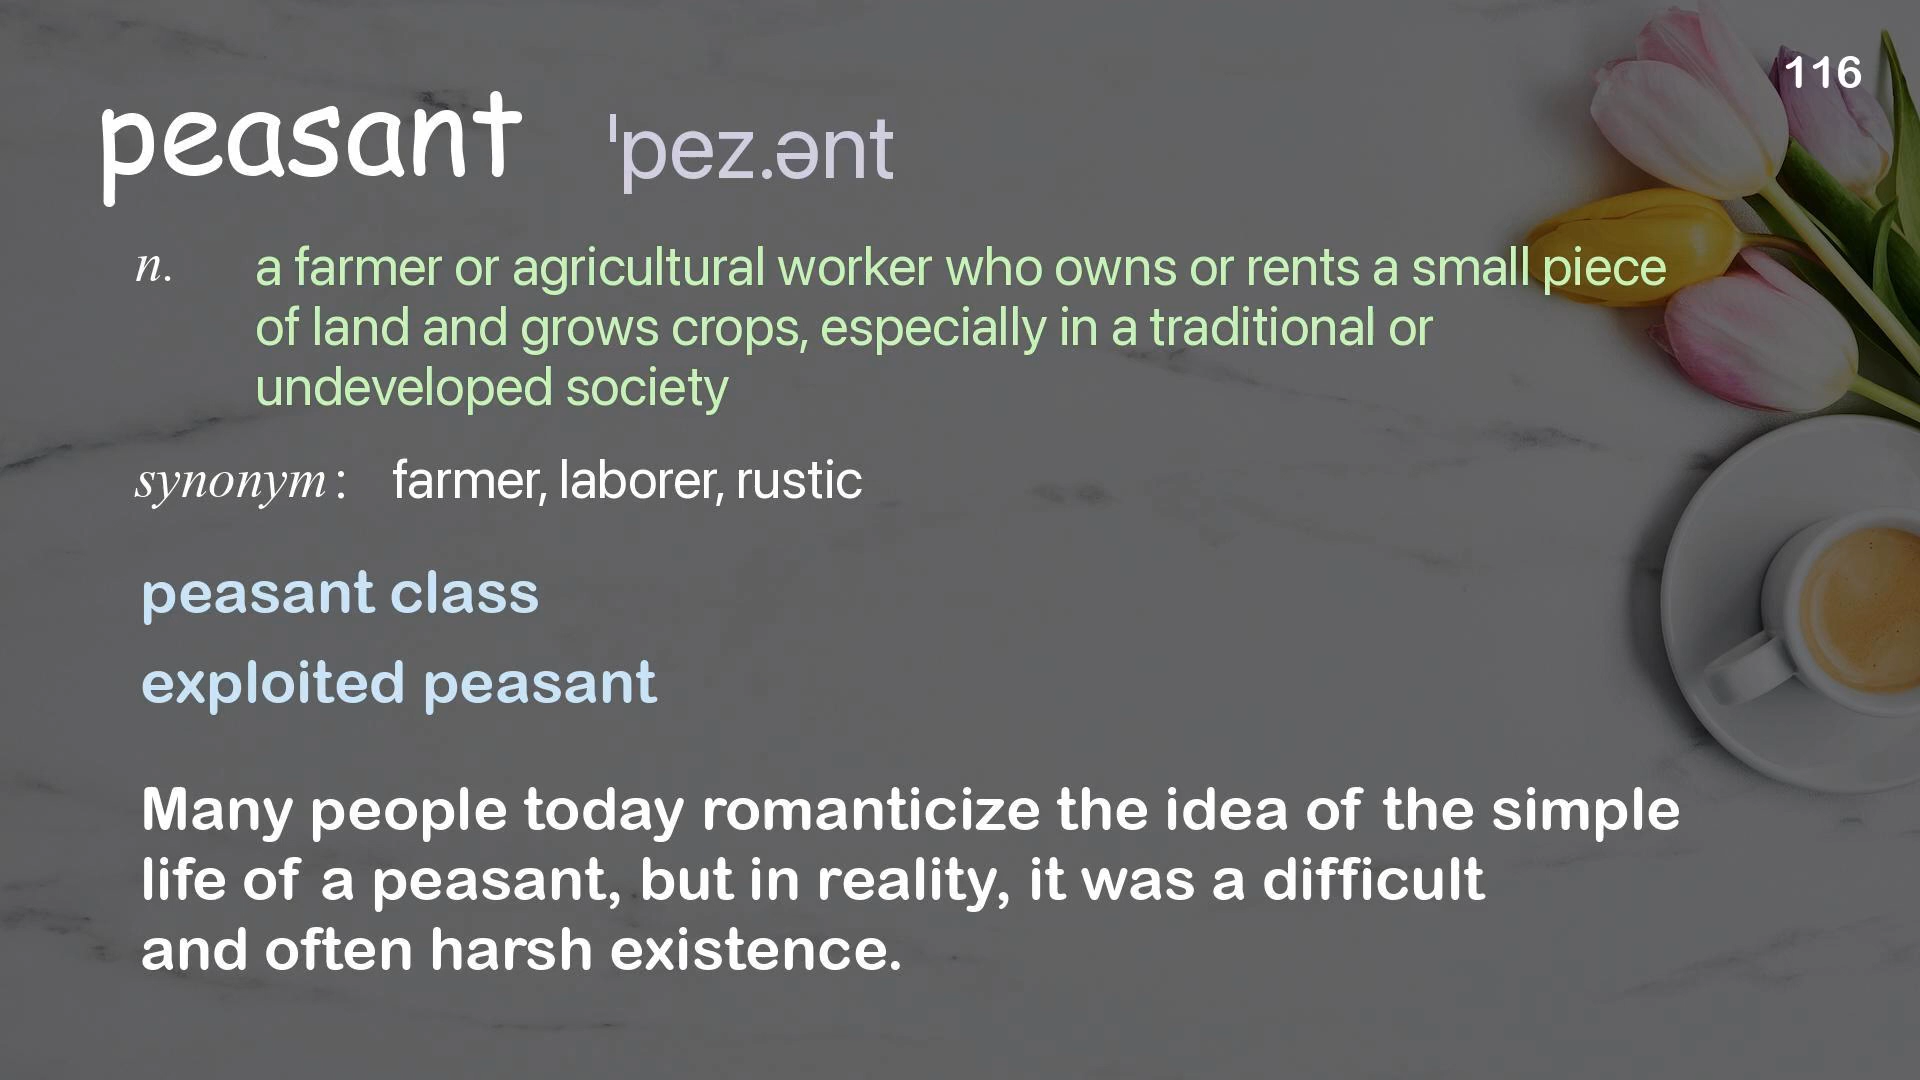 116
peasant ˈpez.ənt
n. a farmer or agricultural worker who owns or rents a small piece
of land and grows crops, especially in a traditional or
undeveloped society
synonym: farmer, laborer, rustic
peasant class
exploited peasant
Many people today romanticize the idea of the simple
life of a peasant, but in reality, it was a difficult
and often harsh existence.